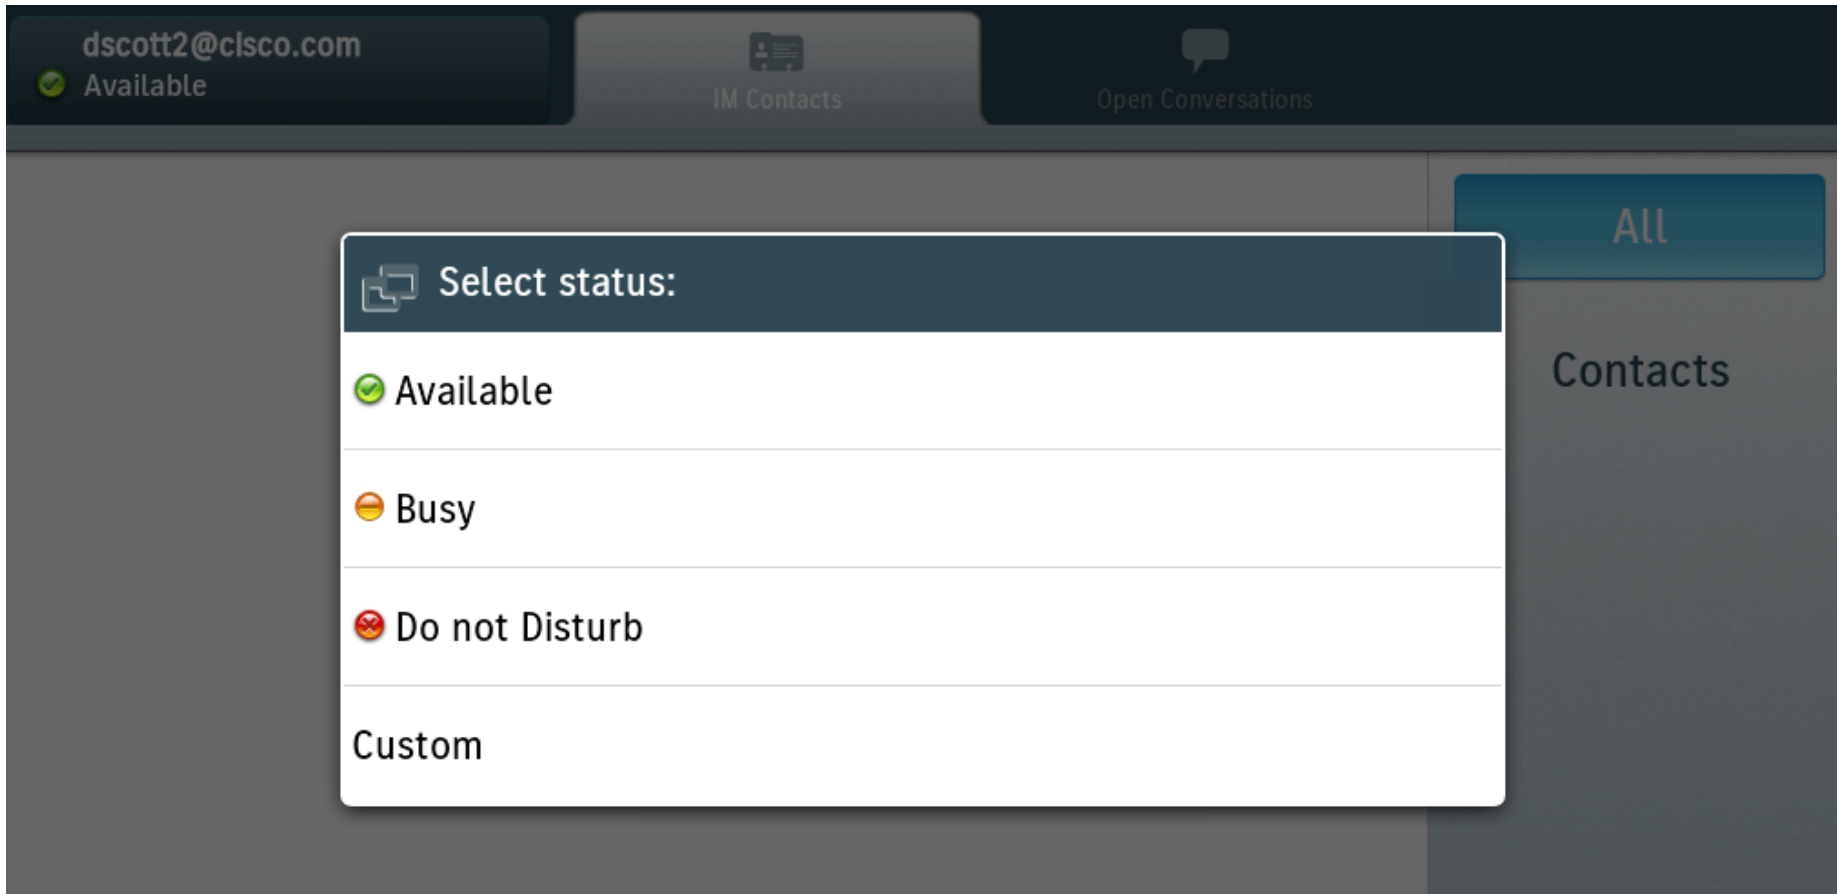 dscott2@cisco.com
Available
IM Contacts
Open Conversations
All
Contacts
Select status:
Available
Busy
Do not Disturb
Custom